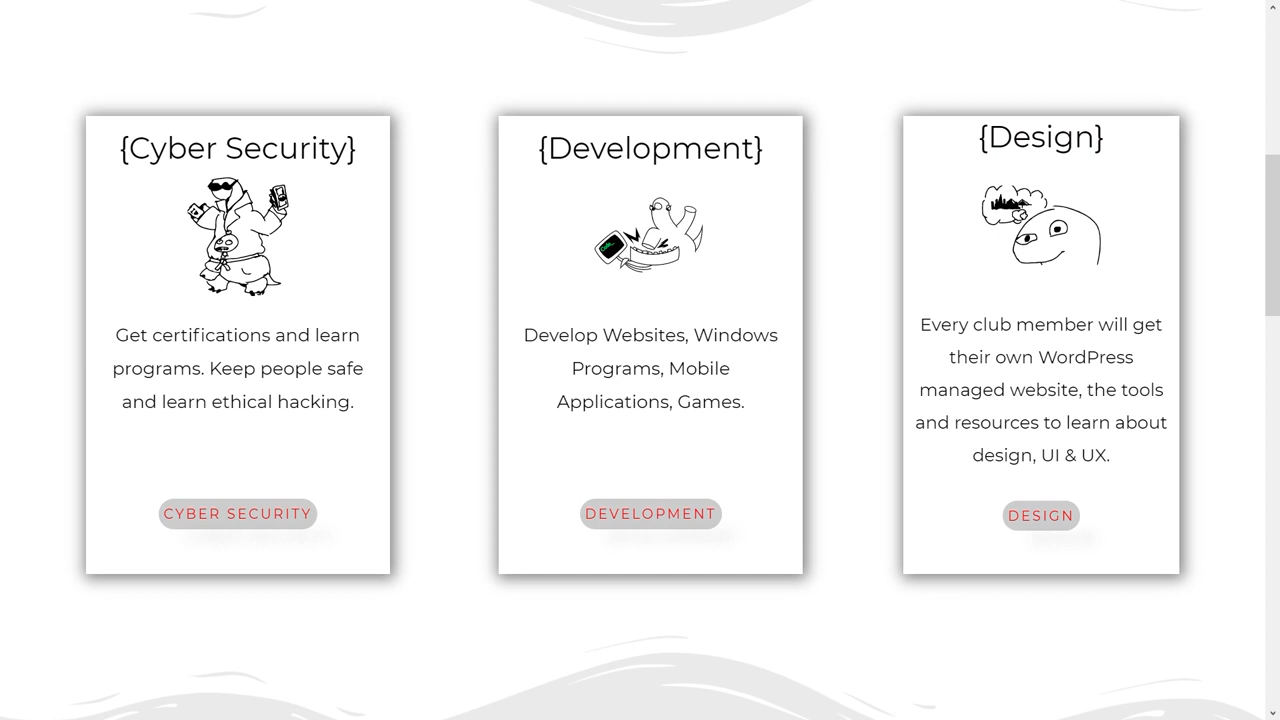 {Cyber Security}
Get certifications and learn
programs. Keep people safe
and learn ethical hacking.
CYBER SECURITY
{Development}
Code_
Develop Websites, Windows
Programs, Mobile
Applications, Games.
DEVELOPMENT
{Design}
Every club member will get
their own WordPress
managed website, the tools
and resources to learn about
design, UI & UX.
DESIGN